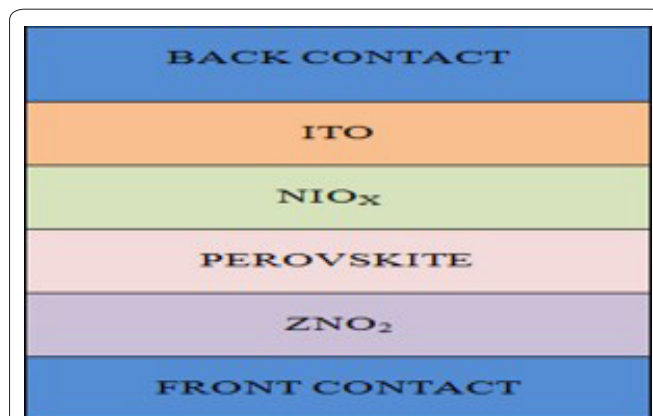 BACK CONTACT
ITO
NIOₓ
PEROVSKITE
ZNO₂
FRONT CONTACT